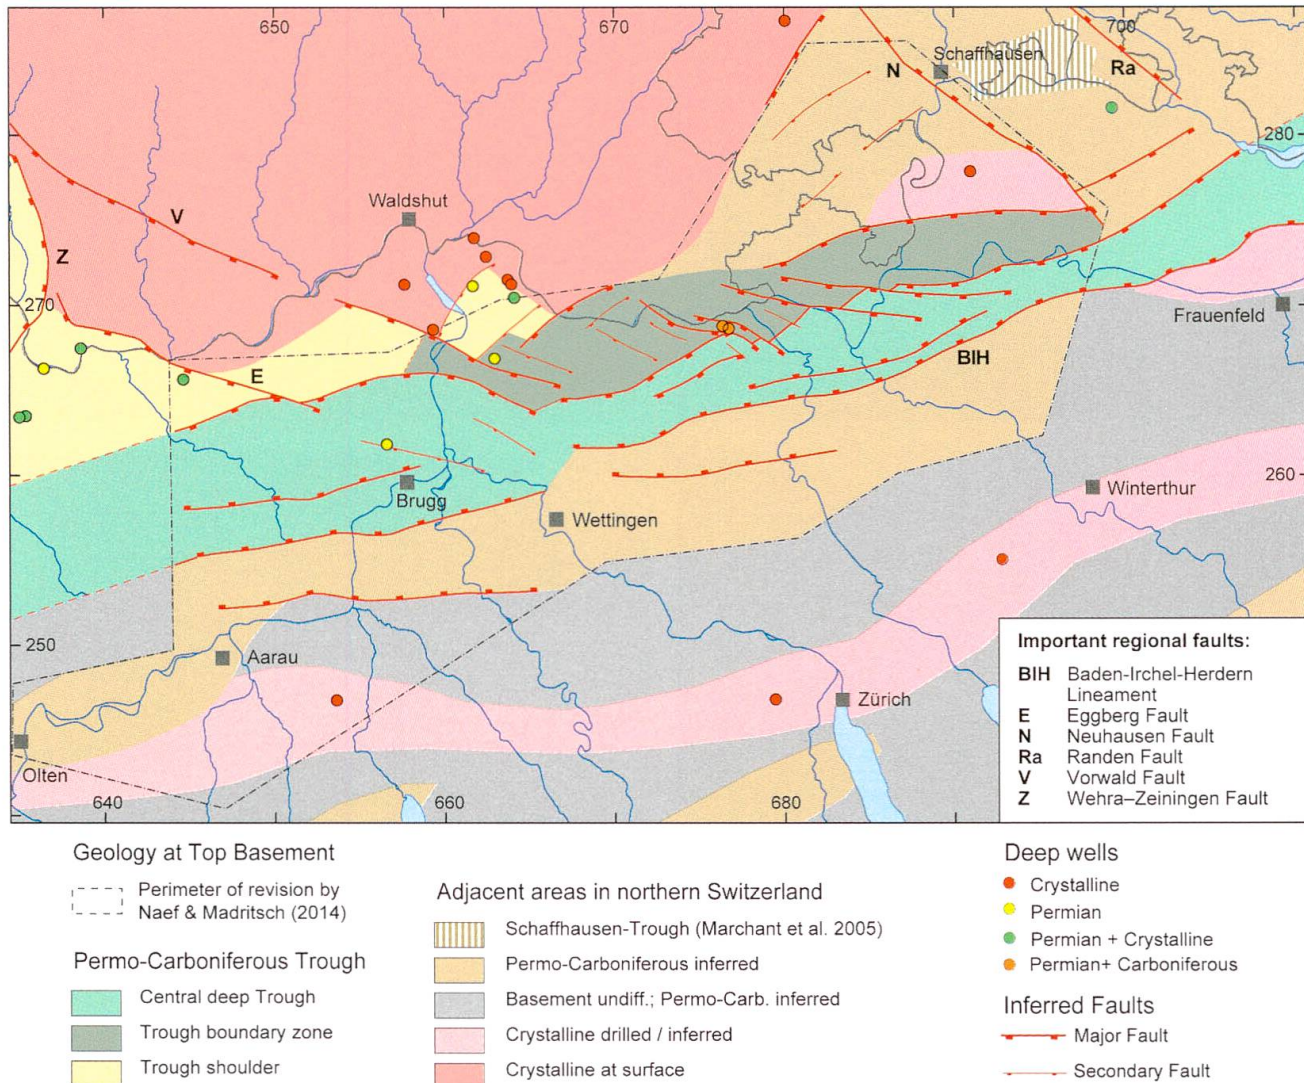 650
670
700
Schaffhausen
N
Ra
280
Waldshut
V
Z
270
Frauenfeld
BIH
E
260
Brugg
Winterthur
Wettingen
250
Aarau
Zürich
Olten
640
660
680
Important regional faults:
BIH Baden-Irchel-Herdern
Lineament
E Eggberg Fault
N Neuhausen Fault
Ra Randen Fault
V Vorwald Fault
Z Wehra–Zeiningen Fault
Geology at Top Basement
Perimeter of revision by
Naef & Madritsch (2014)
Permo-Carboniferous Trough
Central deep Trough
Trough boundary zone
Trough shoulder
Adjacent areas in northern Switzerland
Schaffhausen-Trough (Marchant et al. 2005)
Permo-Carboniferous inferred
Basement undiff.; Permo-Carb. inferred
Crystalline drilled / inferred
Crystalline at surface
Deep wells
Crystalline
Permian
Permian + Crystalline
Permian+ Carboniferous
Inferred Faults
Major Fault
Secondary Fault